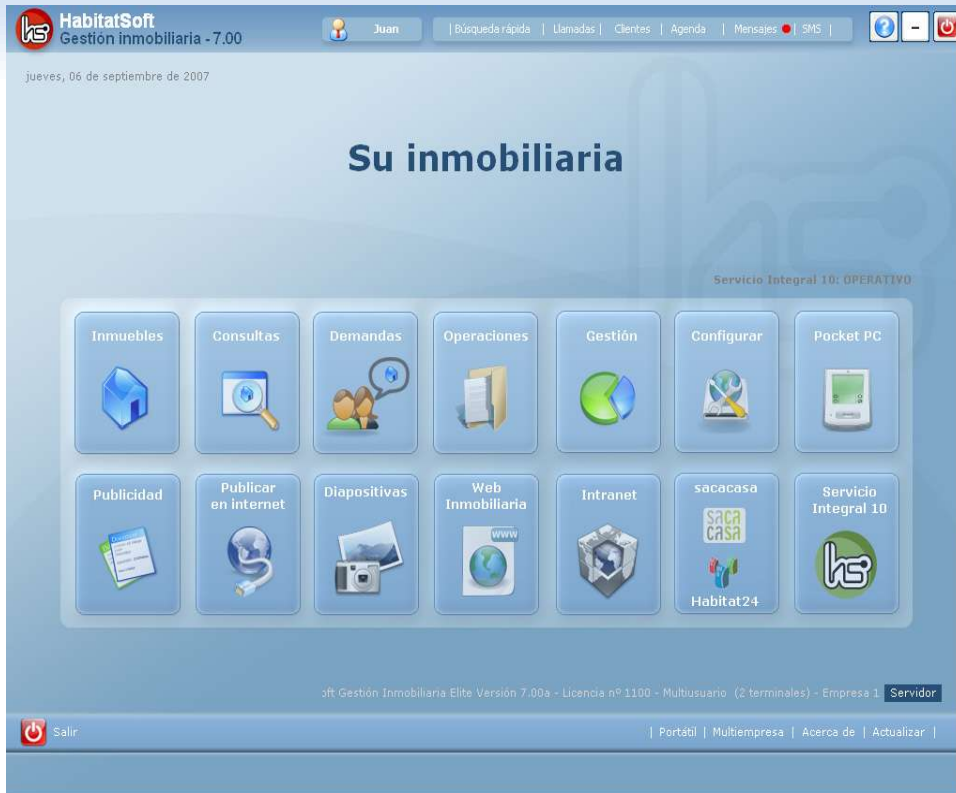 HabitatSoft
Gestión inmobiliaria - 7.00
Juan
| Búsqueda rápida | Llamadas | Clientes | Agenda | Mensajes | SMS |
jueves, 06 de septiembre de 2007
Su inmobiliaria
Servicio Integral 10: OPERATIVO
Inmuebles
Consultas
Demandas
Operaciones
Gestión
Configurar
Pocket PC
Publicidad
Publicar
en internet
Diapositivas
Web
Inmobiliaria
www
Intranet
sacacasa
saca
casa
Habitat24
Servicio
Integral 10
hs
oft Gestión Inmobiliaria Elite Versión 7.00a - Licencia nº 1100 - Multiusuario (2 terminales) - Empresa 1 Servidor
Salir
| Portátil | Multiempresa | Acerca de | Actualizar |